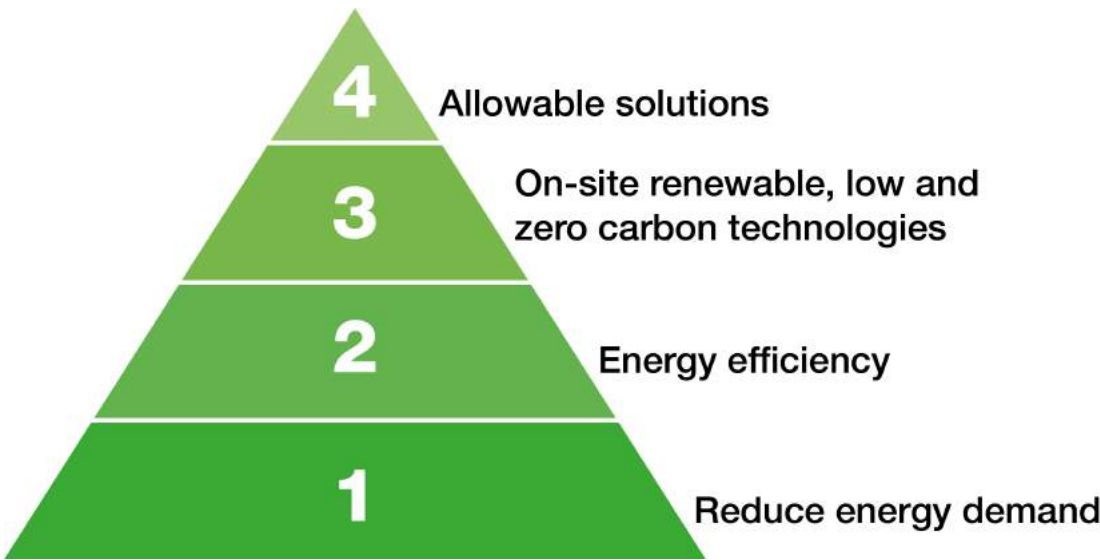 4
Allowable solutions
3
On-site renewable, low and
zero carbon technologies
2
Energy efficiency
1
Reduce energy demand